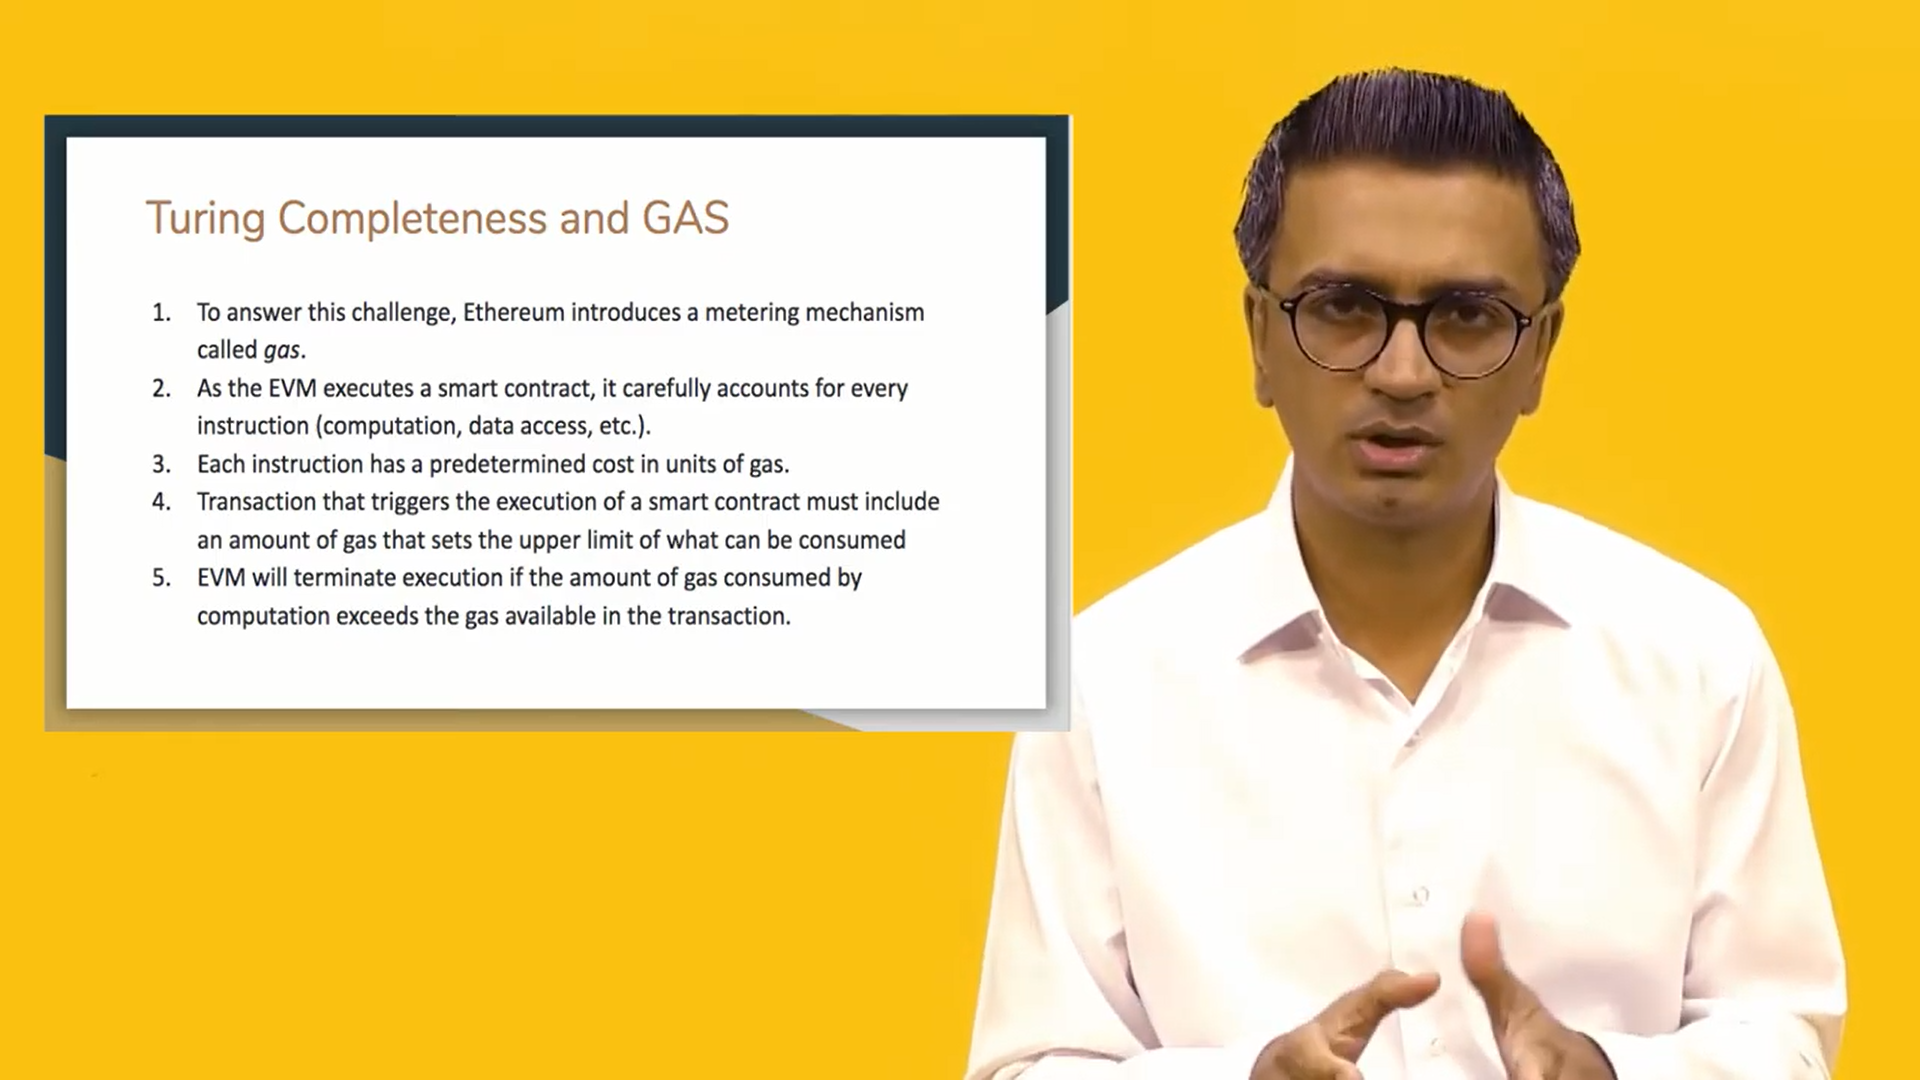 Turing Completeness and GAS
1. To answer this challenge, Ethereum introduces a metering mechanism
called gas.
2. As the EVM executes a smart contract, it carefully accounts for every
instruction (computation, data access, etc.).
3. Each instruction has a predetermined cost in units of gas.
4. Transaction that triggers the execution of a smart contract must include
an amount of gas that sets the upper limit of what can be consumed
5. EVM will terminate execution if the amount of gas consumed by
computation exceeds the gas available in the transaction.